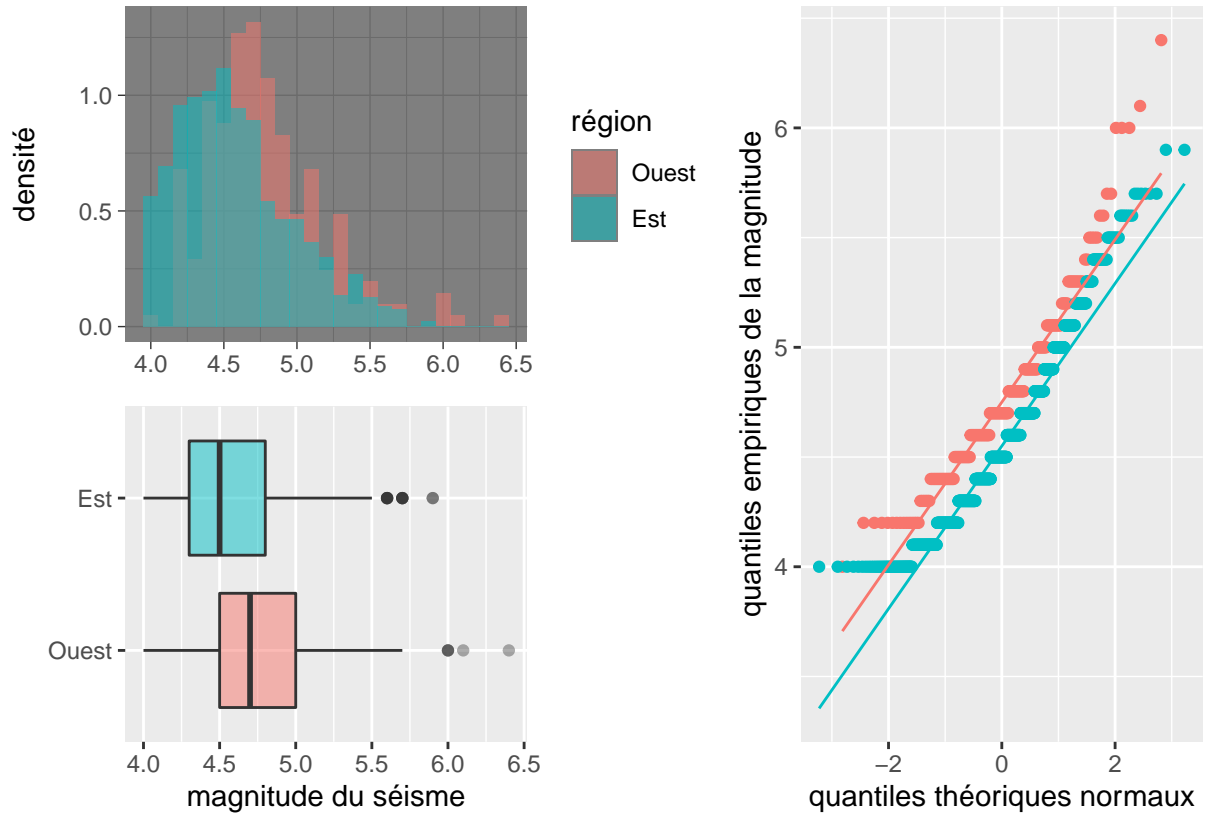 densité
1.0
0.5
0.0
4.0 4.5 5.0 5.5 6.0 6.5
région
Ouest
Est
Est
Ouest
4.0 4.5 5.0 5.5 6.0 6.5
magnitude du séisme
quantiles empiriques de la magnitude
6
5
4
−2 0 2
quantiles théoriques normaux